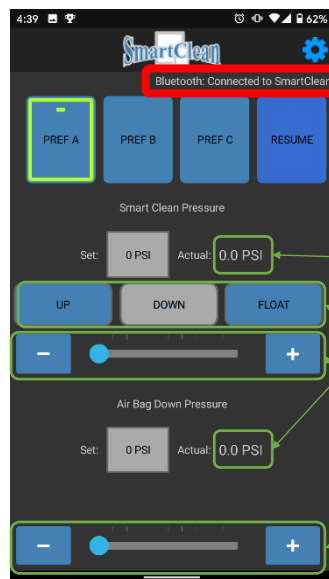 4:39 62%
SmartClean
Bluetooth: Connected to SmartClean
PREF A PREF B PREF C RESUME
Smart Clean Pressure
Set: 0 PSI Actual: 0.0 PSI
UP DOWN FLOAT
− +
Air Bag Down Pressure
Set: 0 PSI Actual: 0.0 PSI
− +